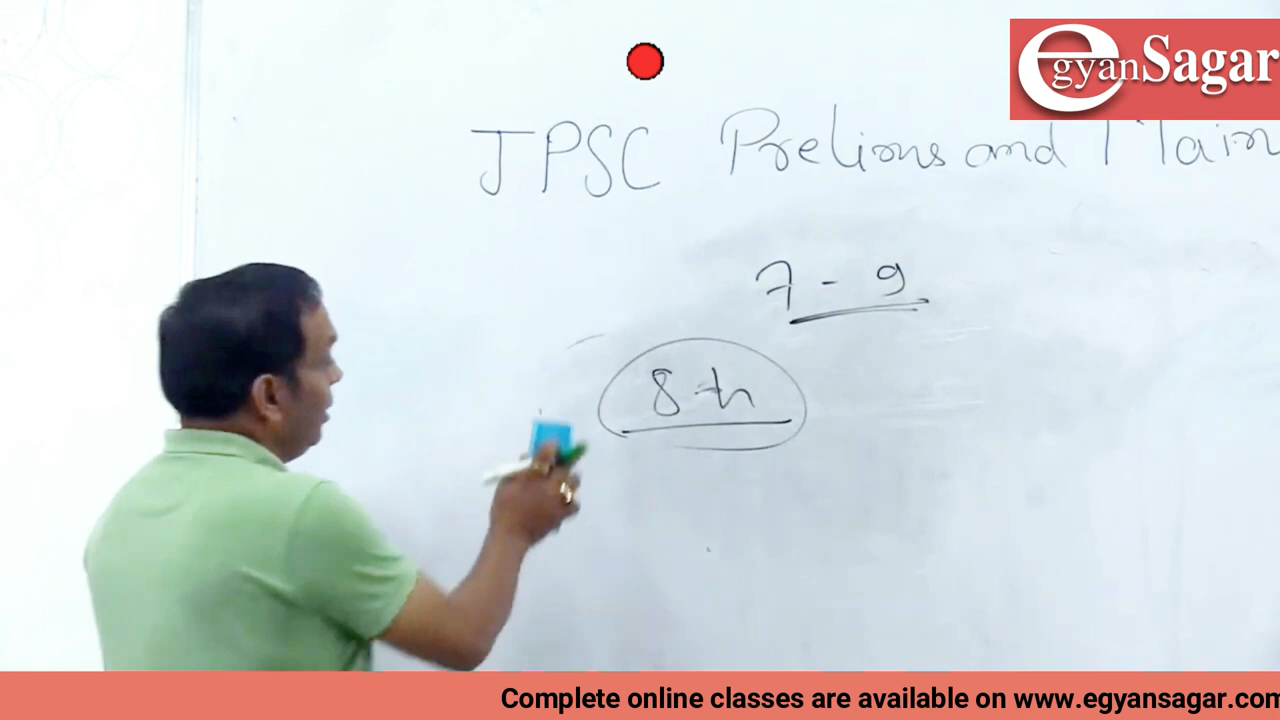 egyanSagar
JPSC Prelims and Main
7 - 9
8th
Complete online classes are available on www.egyansagar.com